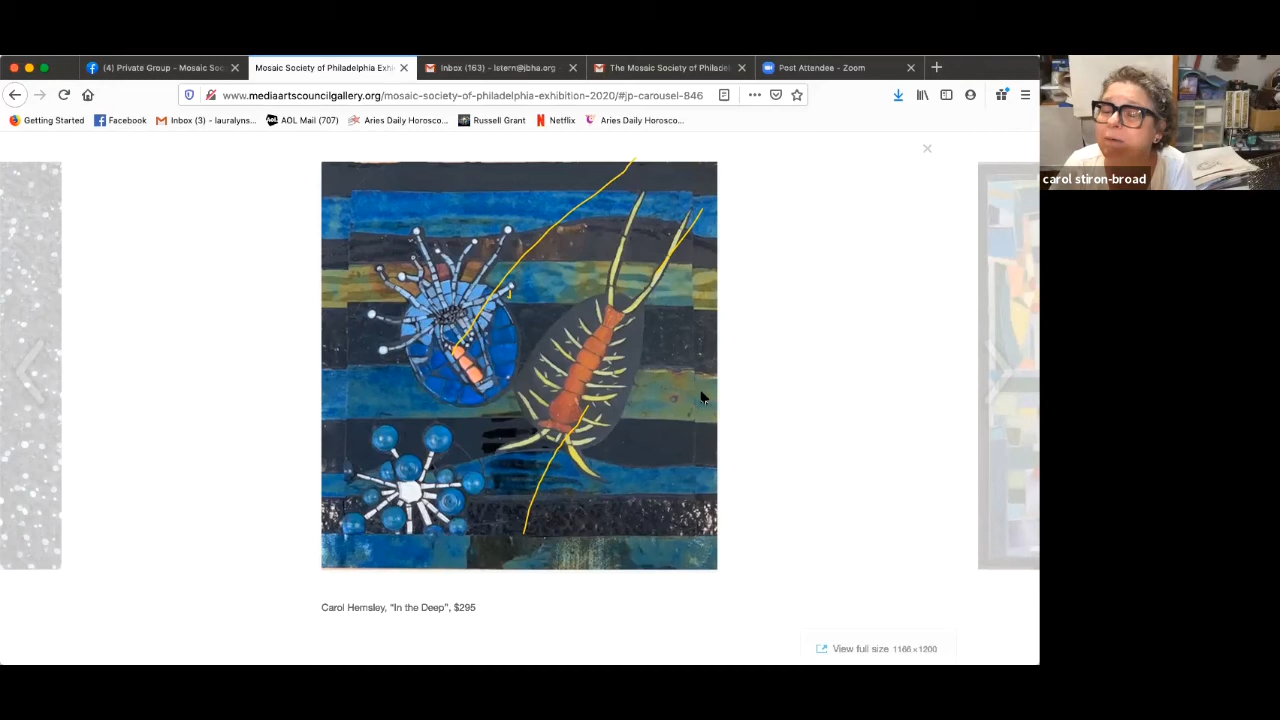 (4) Private Group - Mosaic Soc
Mosaic Society of Philadelphia Exhi
Inbox (163) - lstern@jbha.org
The Mosaic Society of Philadel
Post Attendee - Zoom
www.mediaartscouncilgallery.org/mosaic-society-of-philadelphia-exhibition-2020/#jp-carousel-846
Getting Started
Facebook
Inbox (3) - lauralyns...
AOL Mail (707)
Aries Daily Horosco...
Russell Grant
Netflix
Aries Daily Horosco...
carol stiron-broad
Carol Hemsley, “In the Deep”, $295
View full size 1166×1200